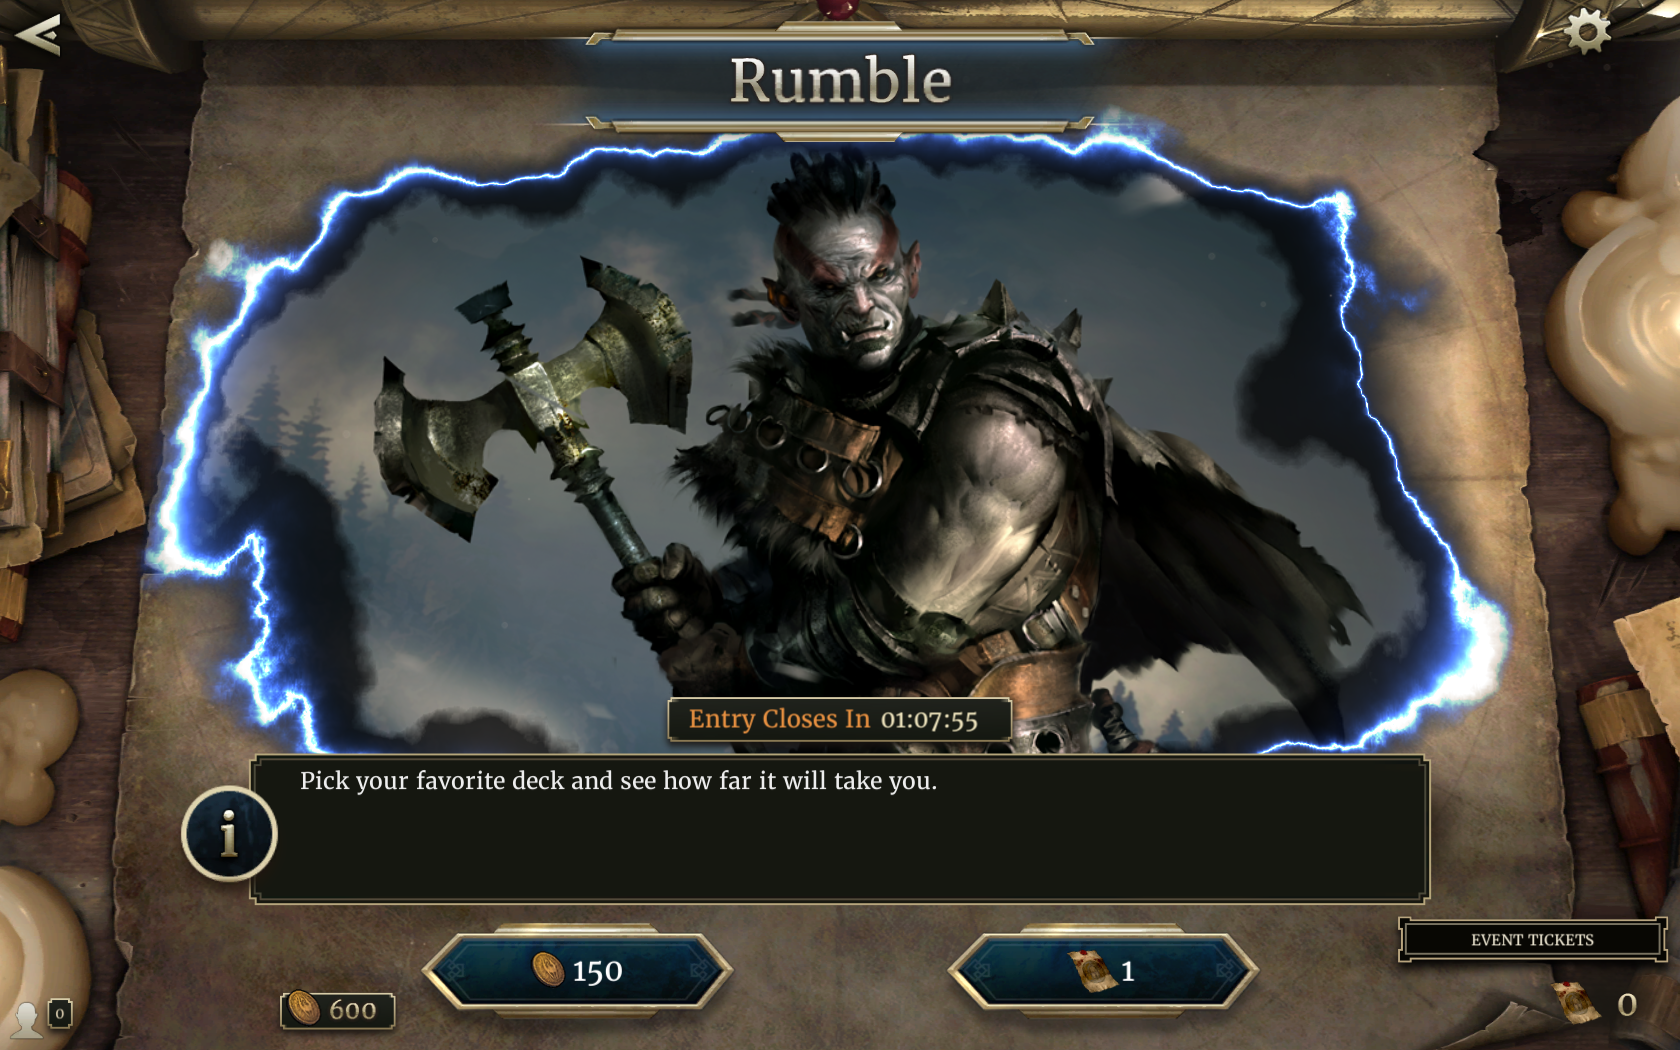 Rumble
Entry Closes In 01:07:55
Pick your favorite deck and see how far it will take you.
i
150
1
EVENT TICKETS
600
0
0